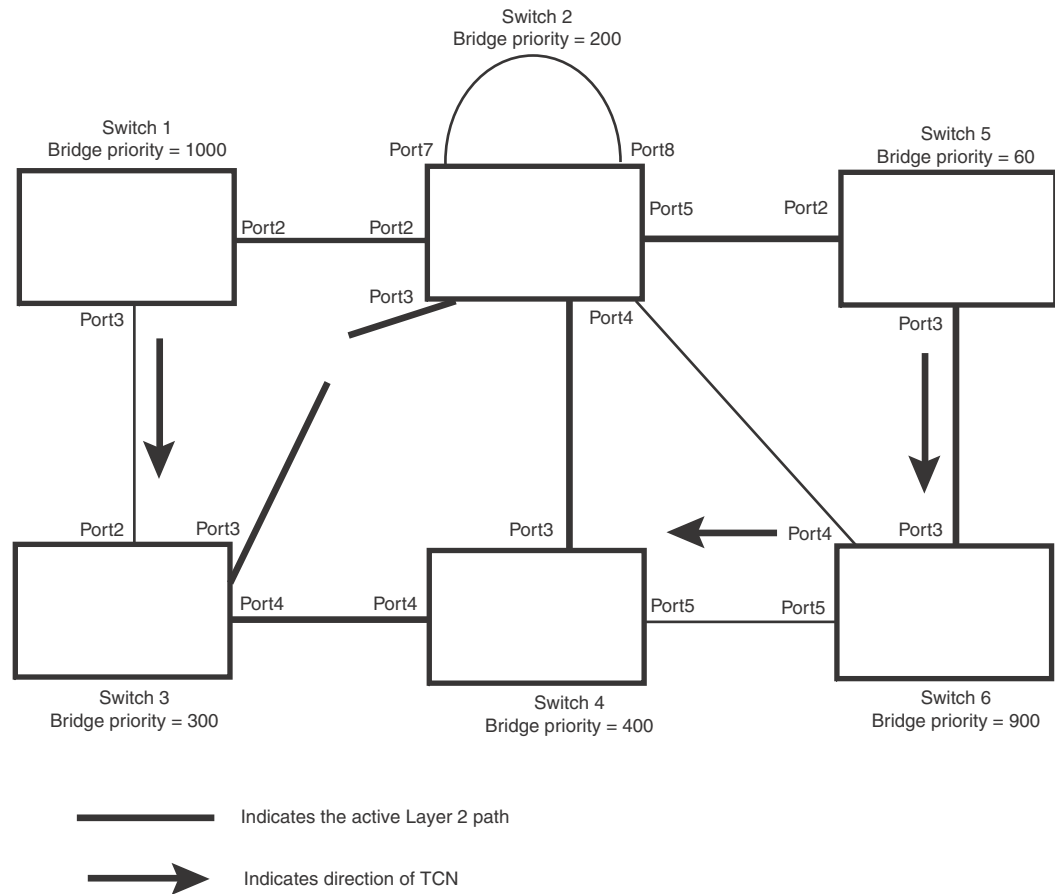 Switch 2
Bridge priority = 200
Switch 1
Bridge priority = 1000
Switch 5
Bridge priority = 60
Port7
Port8
Port2
Port2
Port5
Port2
Port3
Port3
Port4
Port3
Port2
Port3
Port3
Port4
Port3
Port4
Port4
Port5
Port5
Switch 3
Bridge priority = 300
Switch 4
Bridge priority = 400
Switch 6
Bridge priority = 900
Indicates the active Layer 2 path
Indicates direction of TCN